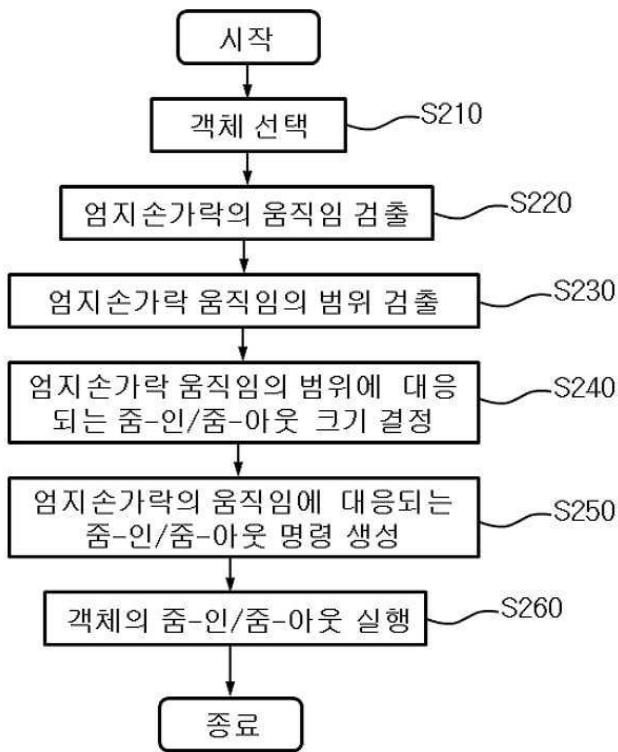 시작
객체 선택
S210
엄지손가락의 움직임 검출
S220
엄지손가락 움직임의 범위 검출
S230
엄지손가락 움직임의 범위에 대응
되는 줌-인/줌-아웃 크기 결정
S240
엄지손가락의 움직임에 대응되는
줌-인/줌-아웃 명령 생성
S250
객체의 줌-인/줌-아웃 실행
S260
종료